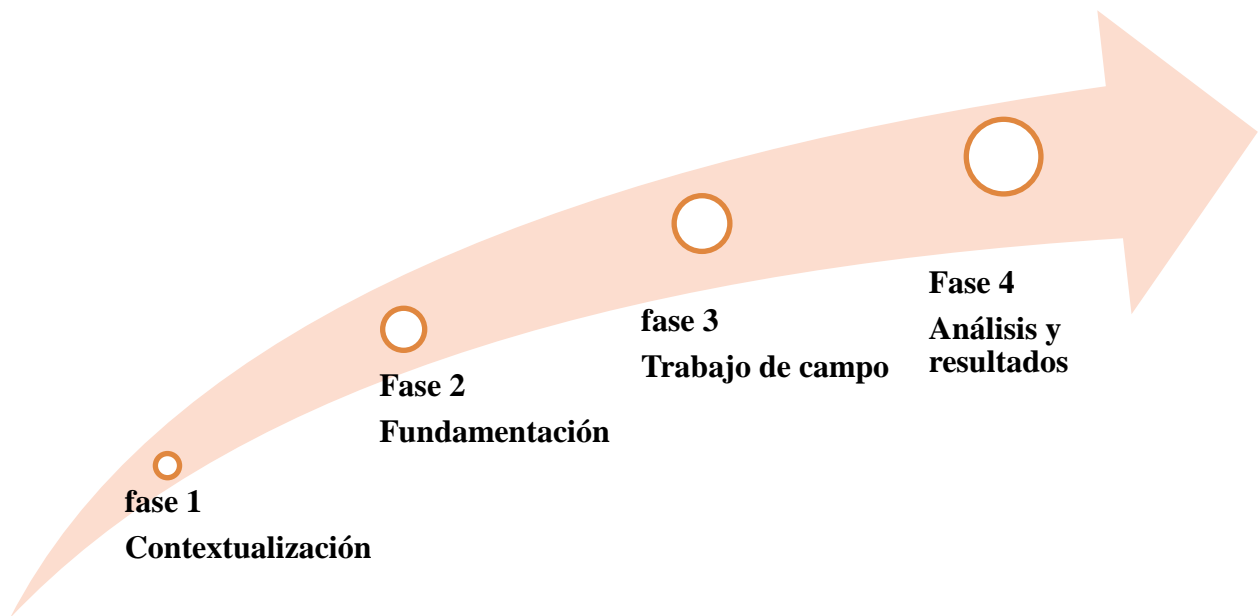 fase 1
Contextualización
Fase 2
Fundamentación
fase 3
Trabajo de campo
Fase 4
Análisis y
resultados